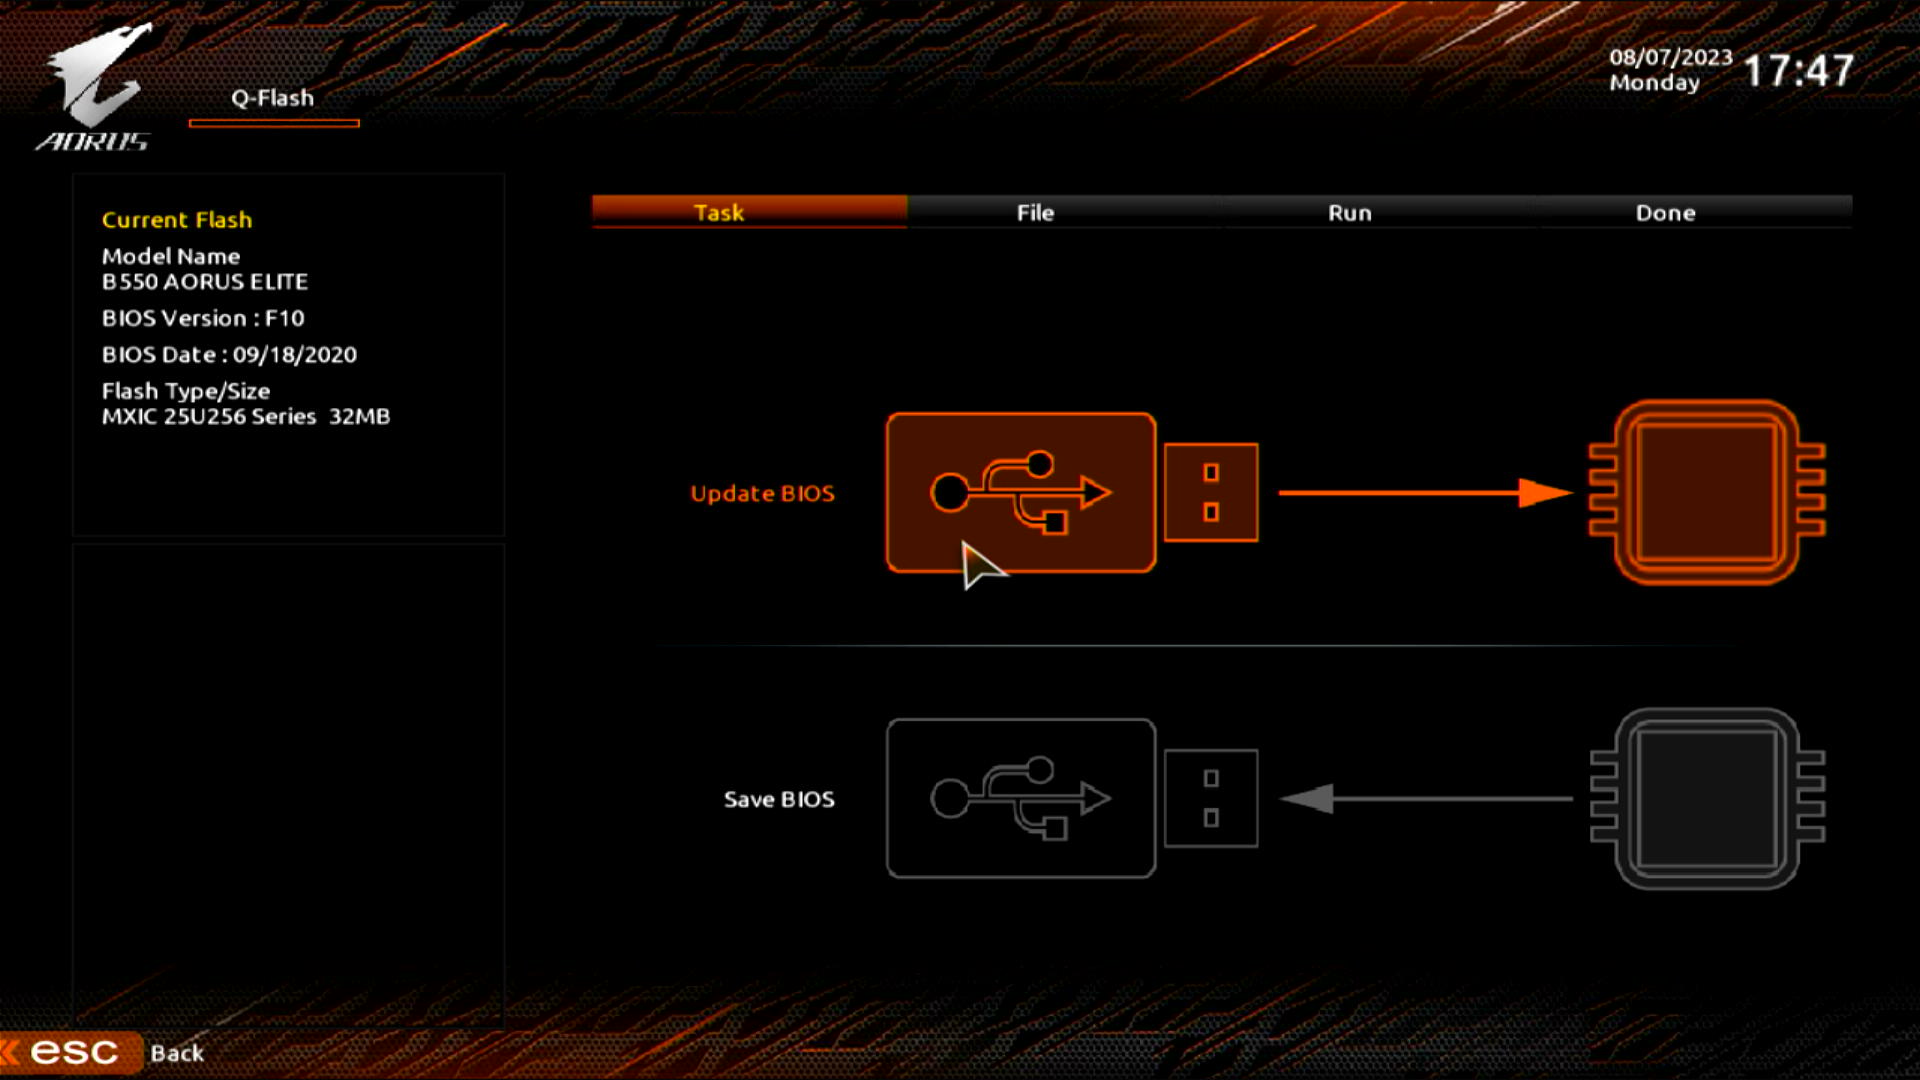 AORUS
Q-Flash
08/07/2023
Monday
17:47
Current Flash
Model Name
B550 AORUS ELITE
BIOS Version : F10
BIOS Date : 09/18/2020
Flash Type/Size
MXIC 25U256 Series 32MB
Task File Run Done
Update BIOS
Save BIOS
esc Back